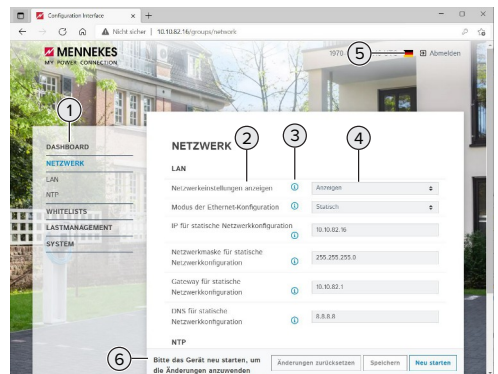 Configuration Interface
Nicht sicher | 10.10.82.16/groups/network
MENNEKES
MY POWER CONNECTION
1970-
5
Abmelden
1
2
3
4
DASHBOARD
NETZWERK
LAN
NTP
WHITELISTS
LASTMANAGEMENT
SYSTEM
NETZWERK
LAN
Netzwerkeinstellungen anzeigen
Anzeigen
Modus der Ethernet-Konfiguration
Statisch
IP für statische Netzwerkkonfiguration
10.10.82.16
Netzwerkmaske für statische
Netzwerkkonfiguration
255.255.255.0
Gateway für statische
Netzwerkkonfiguration
10.10.82.1
DNS für statische
Netzwerkkonfiguration
8.8.8.8
NTP
6
Bitte das Gerät neu starten, um
die Änderungen anzuwenden
Änderungen zurücksetzen
Speichern
Neu starten